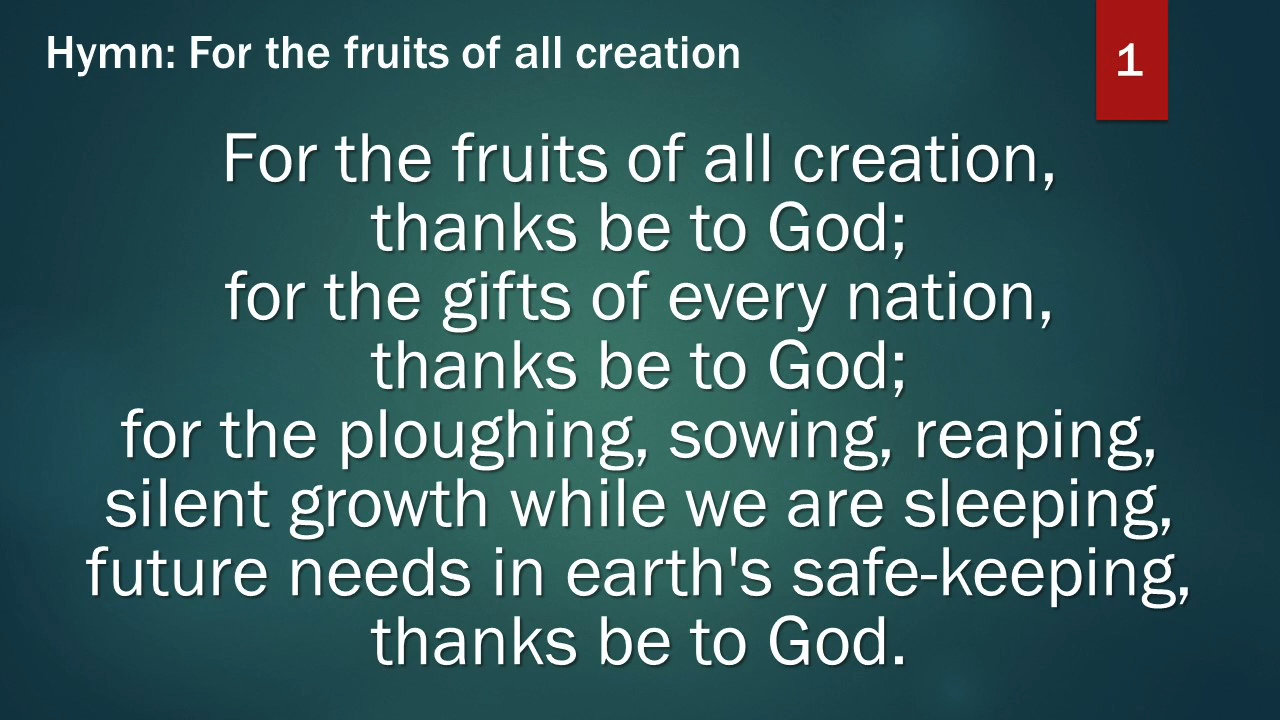 Hymn: For the fruits of all creation
1
For the fruits of all creation,
thanks be to God;
for the gifts of every nation,
thanks be to God;
for the ploughing, sowing, reaping,
silent growth while we are sleeping,
future needs in earth's safe-keeping,
thanks be to God.